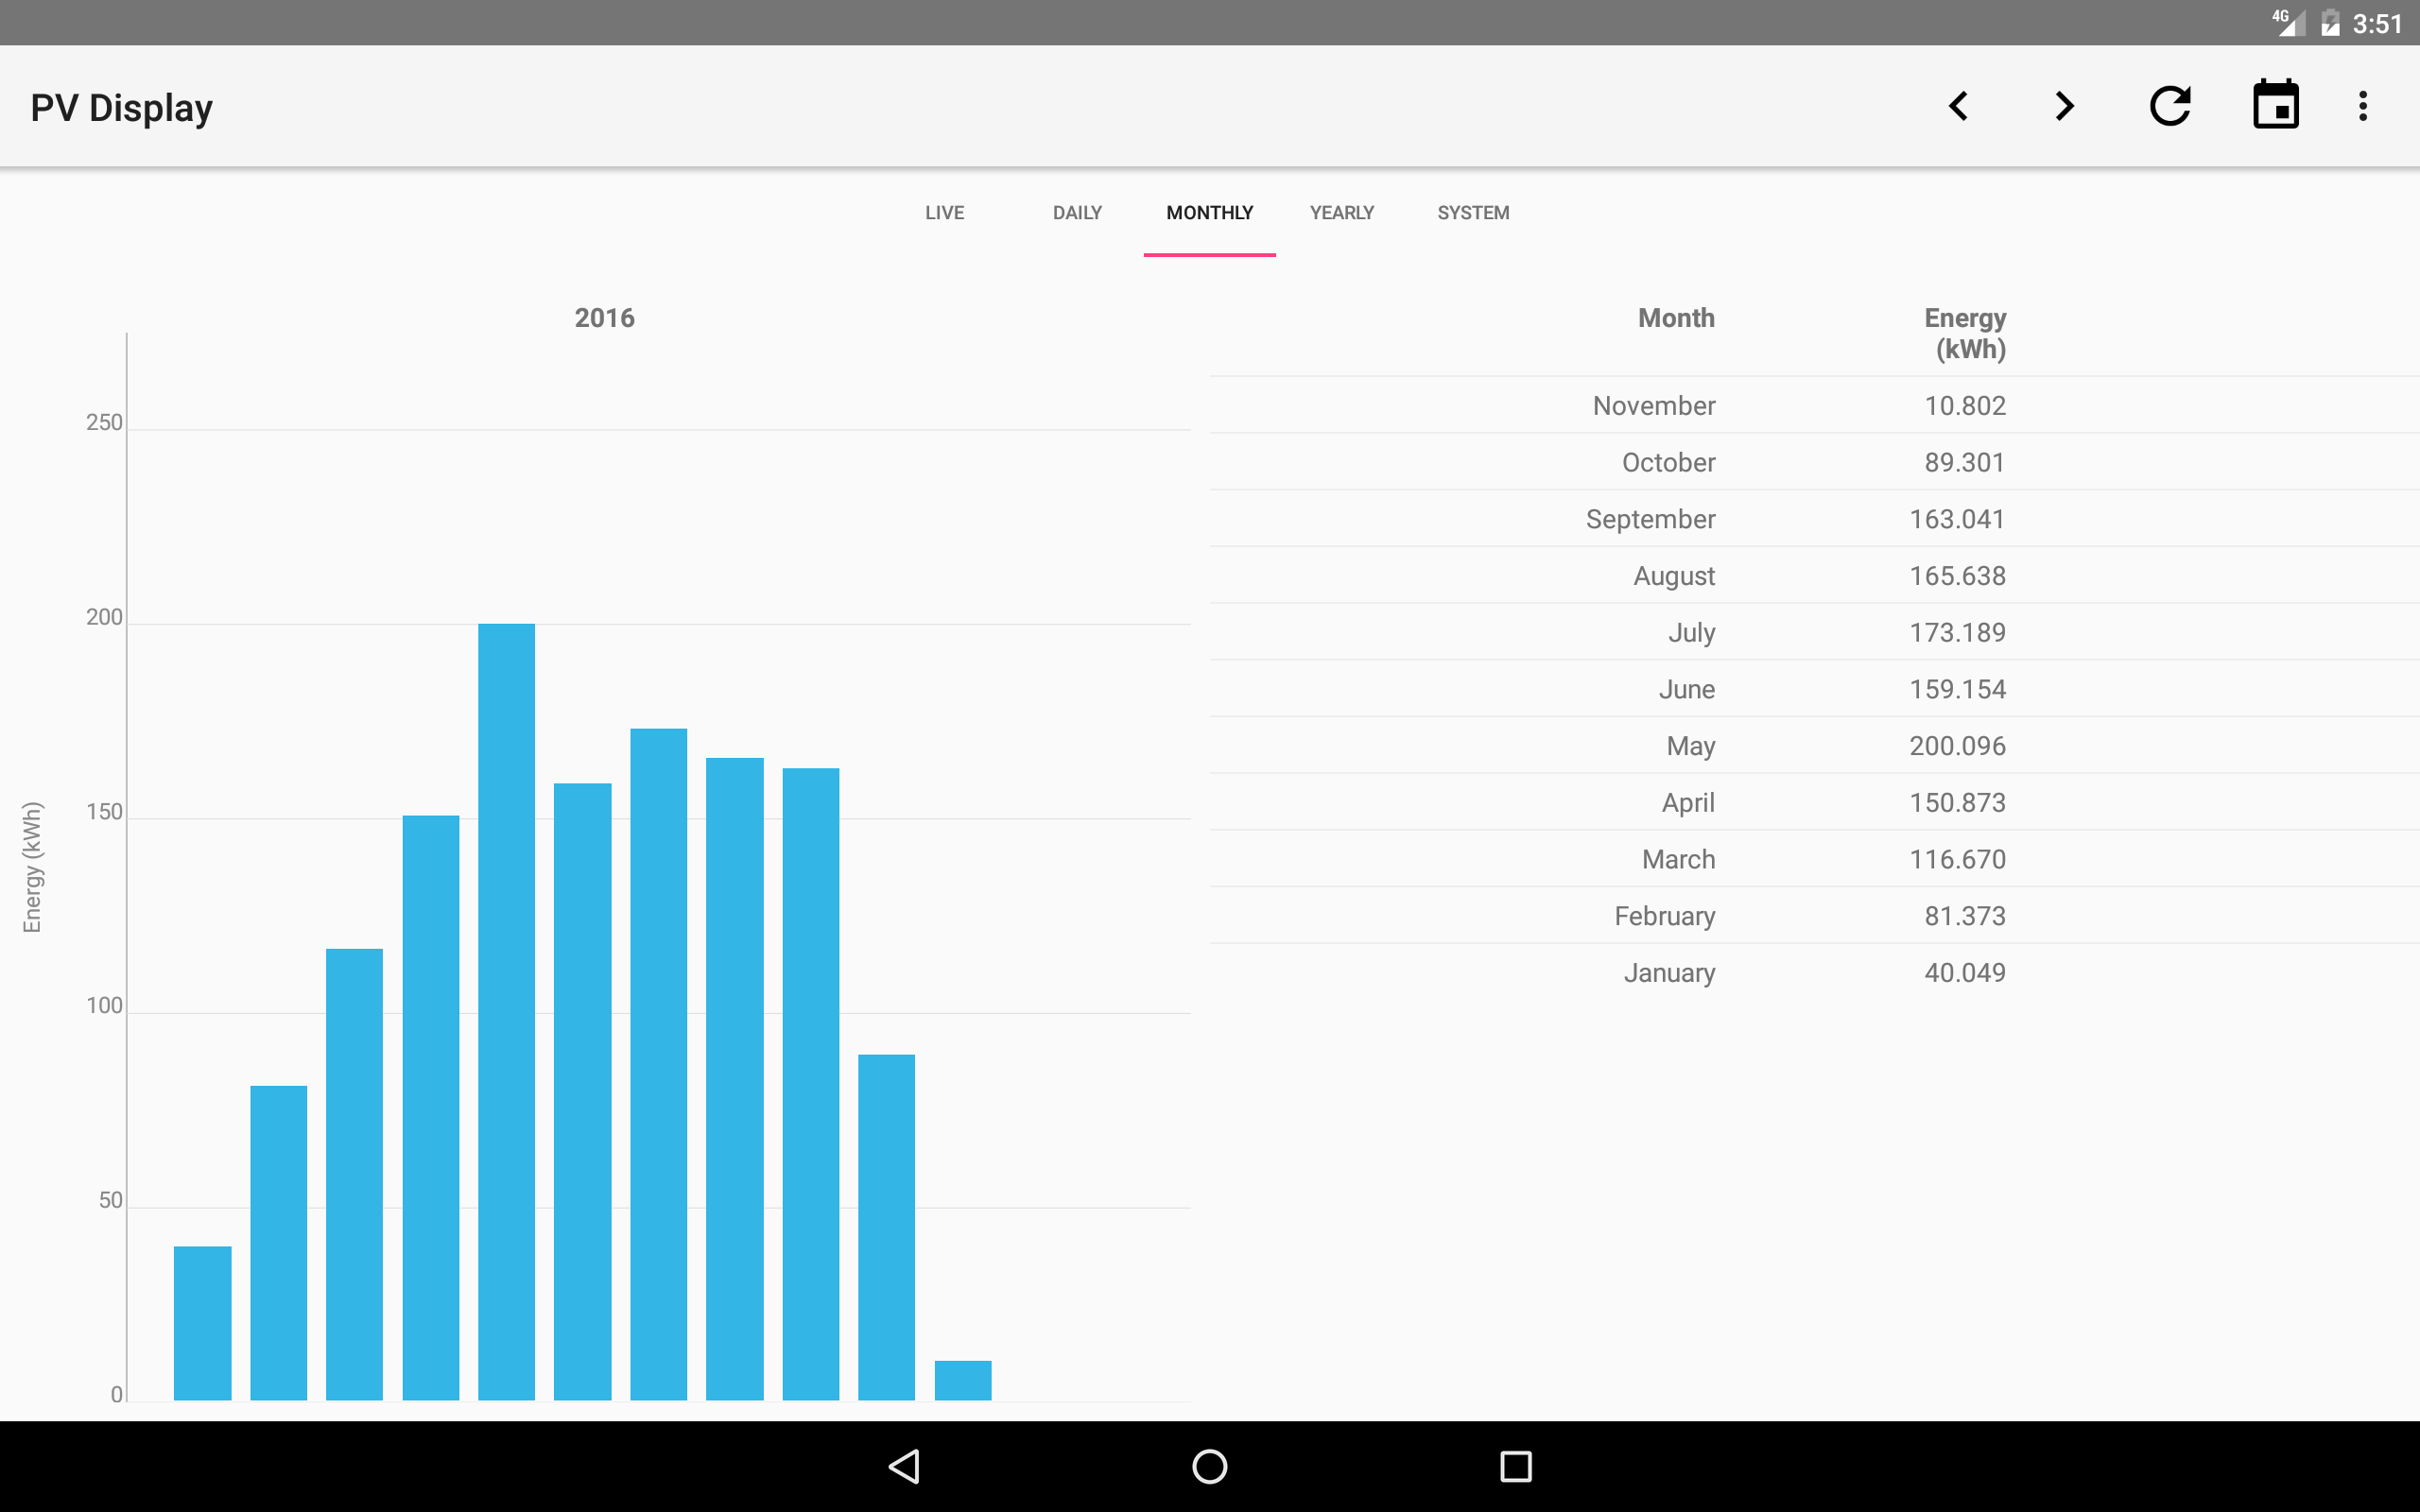 4G 3:51
PV Display
LIVE DAILY MONTHLY YEARLY SYSTEM
2016
250
200
150
100
50
0
Energy (kWh)
Month Energy
(kWh)
November 10.802
October 89.301
September 163.041
August 165.638
July 173.189
June 159.154
May 200.096
April 150.873
March 116.670
February 81.373
January 40.049